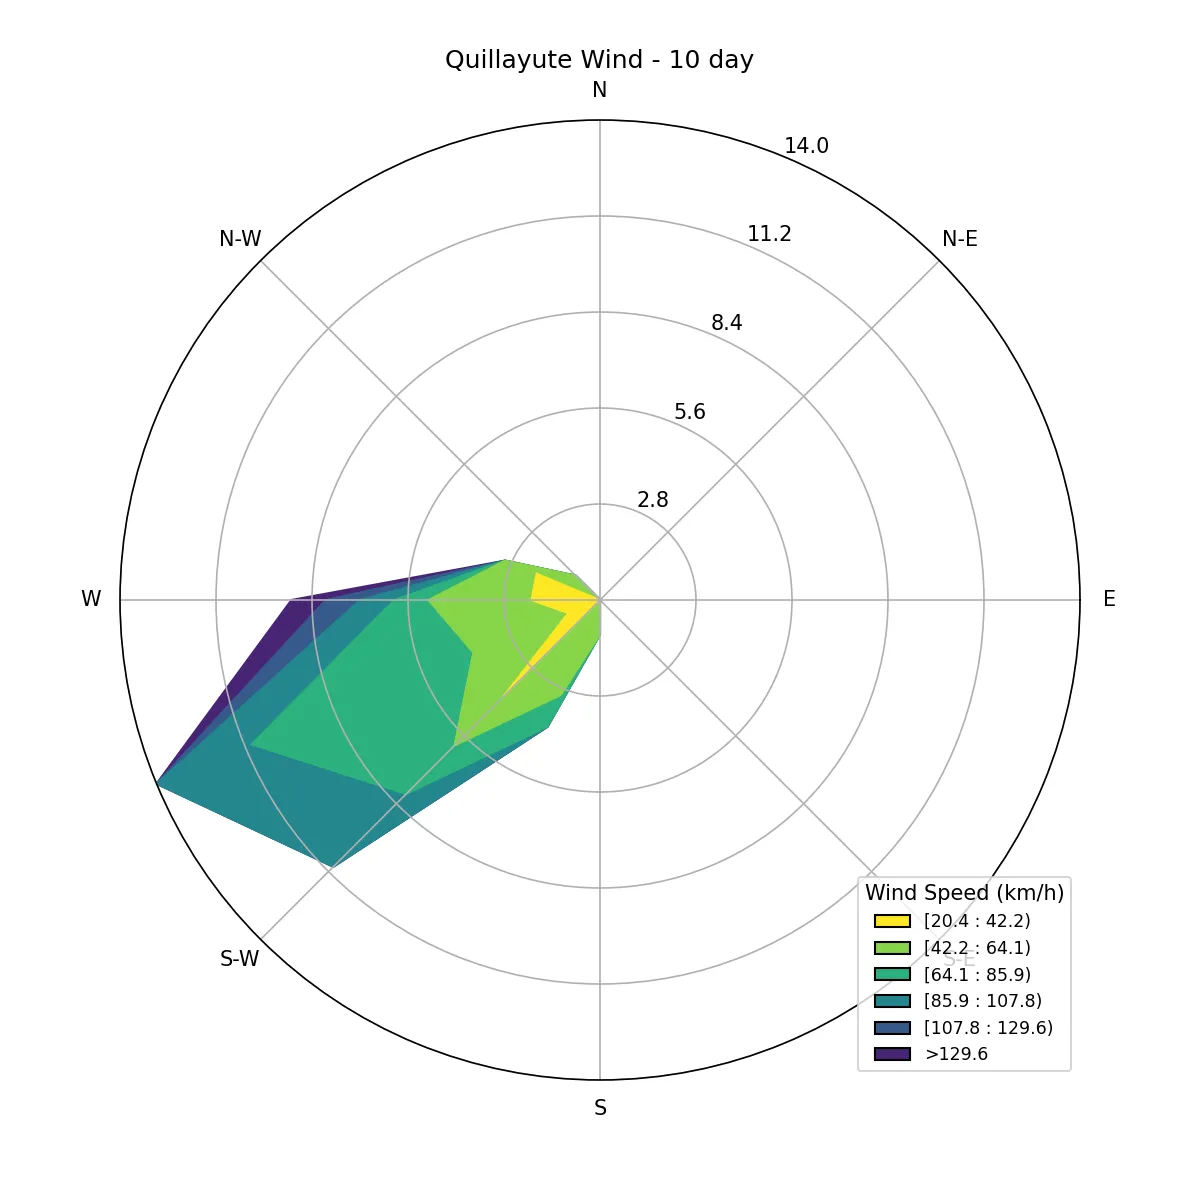 Quillayute Wind - 10 day
N
14.0
N-W
11.2
N-E
8.4
5.6
2.8
W
E
S-W
S-E
Wind Speed (km/h)
[20.4 : 42.2)
[42.2 : 64.1)
[64.1 : 85.9)
[85.9 : 107.8)
[107.8 : 129.6)
>129.6
S